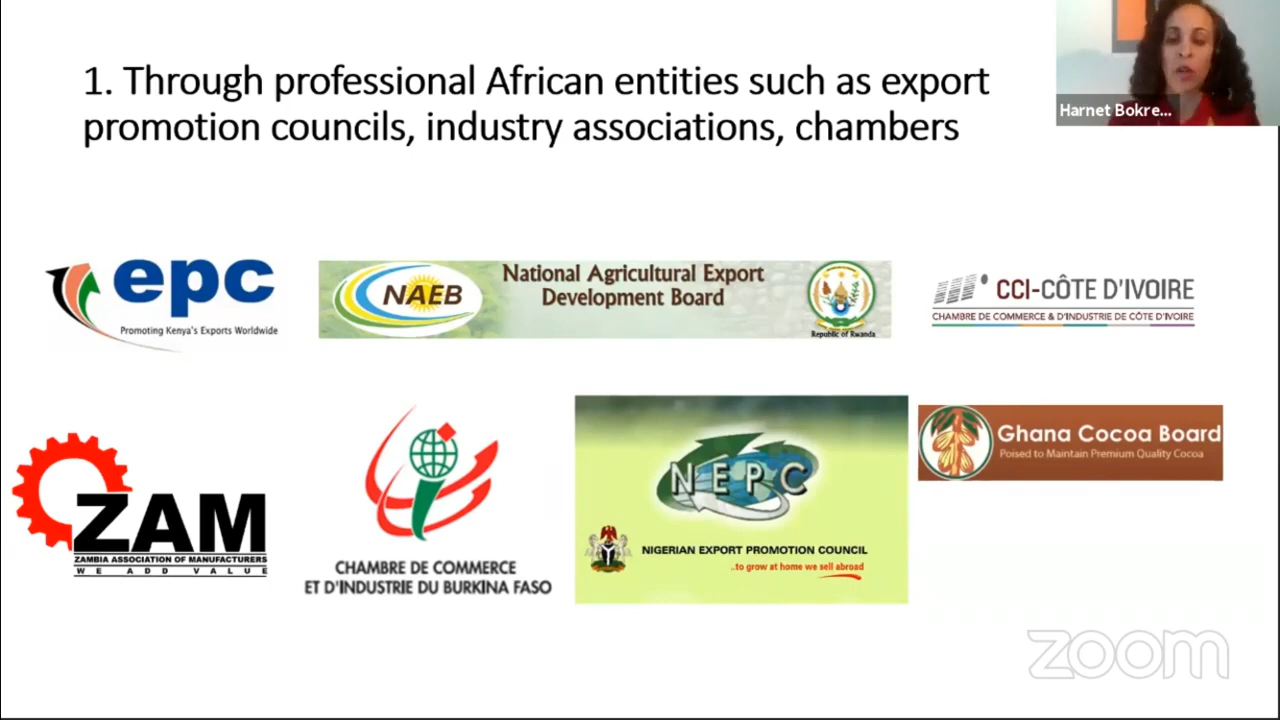 1. Through professional African entities such as export
promotion councils, industry associations, chambers
Harnet Bokre...
epc
Promoting Kenya's Exports Worldwide
NAEB
National Agricultural Export
Development Board
Republic of Rwanda
CCI-CÔTE D'IVOIRE
CHAMBRE DE COMMERCE & D'INDUSTRIE DE CÔTE D'IVOIRE
ZAM
ZAMBIA ASSOCIATION OF MANUFACTURERS
WE ADD VALUE
CHAMBRE DE COMMERCE
ET D'INDUSTRIE DU BURKINA FASO
NEPC
NIGERIAN EXPORT PROMOTION COUNCIL
..to grow at home we sell abroad
Ghana Cocoa Board
Poised to Maintain Premium Quality Cocoa
zoom